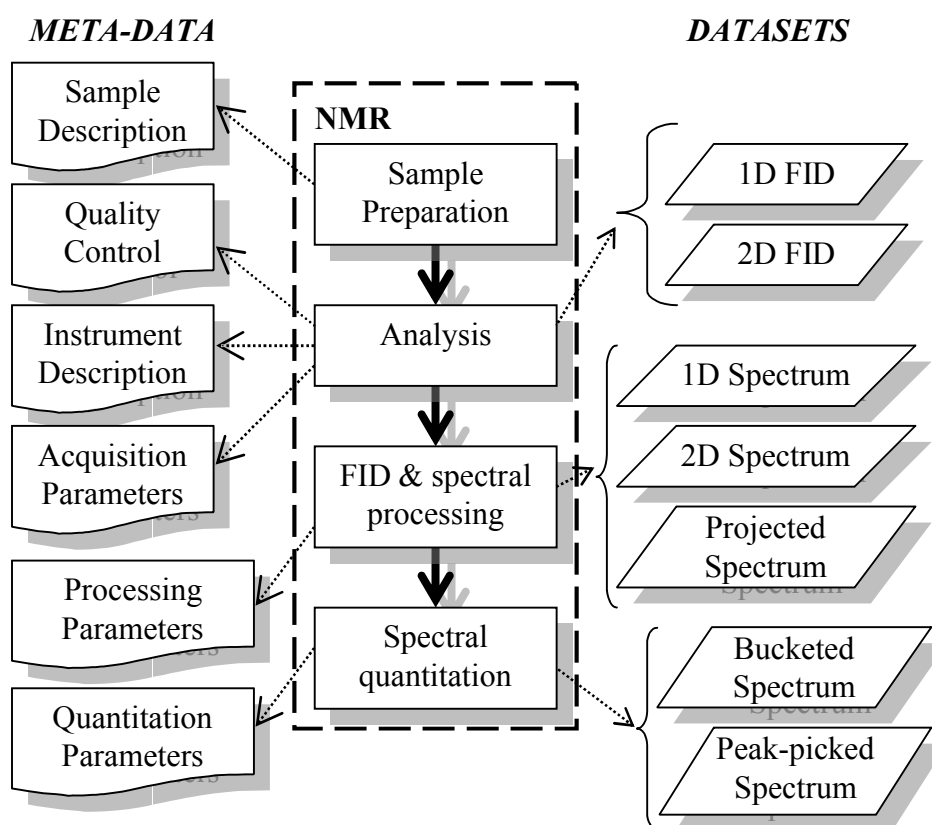 META-DATA
Sample
Description
Quality
Control
Instrument
Description
Acquisition
Parameters
Processing
Parameters
Quantitation
Parameters
NMR
Sample
Preparation
Analysis
FID & spectral
processing
Spectral
quantitation
DATASETS
1D FID
2D FID
1D Spectrum
2D Spectrum
Projected
Spectrum
Bucketed
Spectrum
Peak-picked
Spectrum